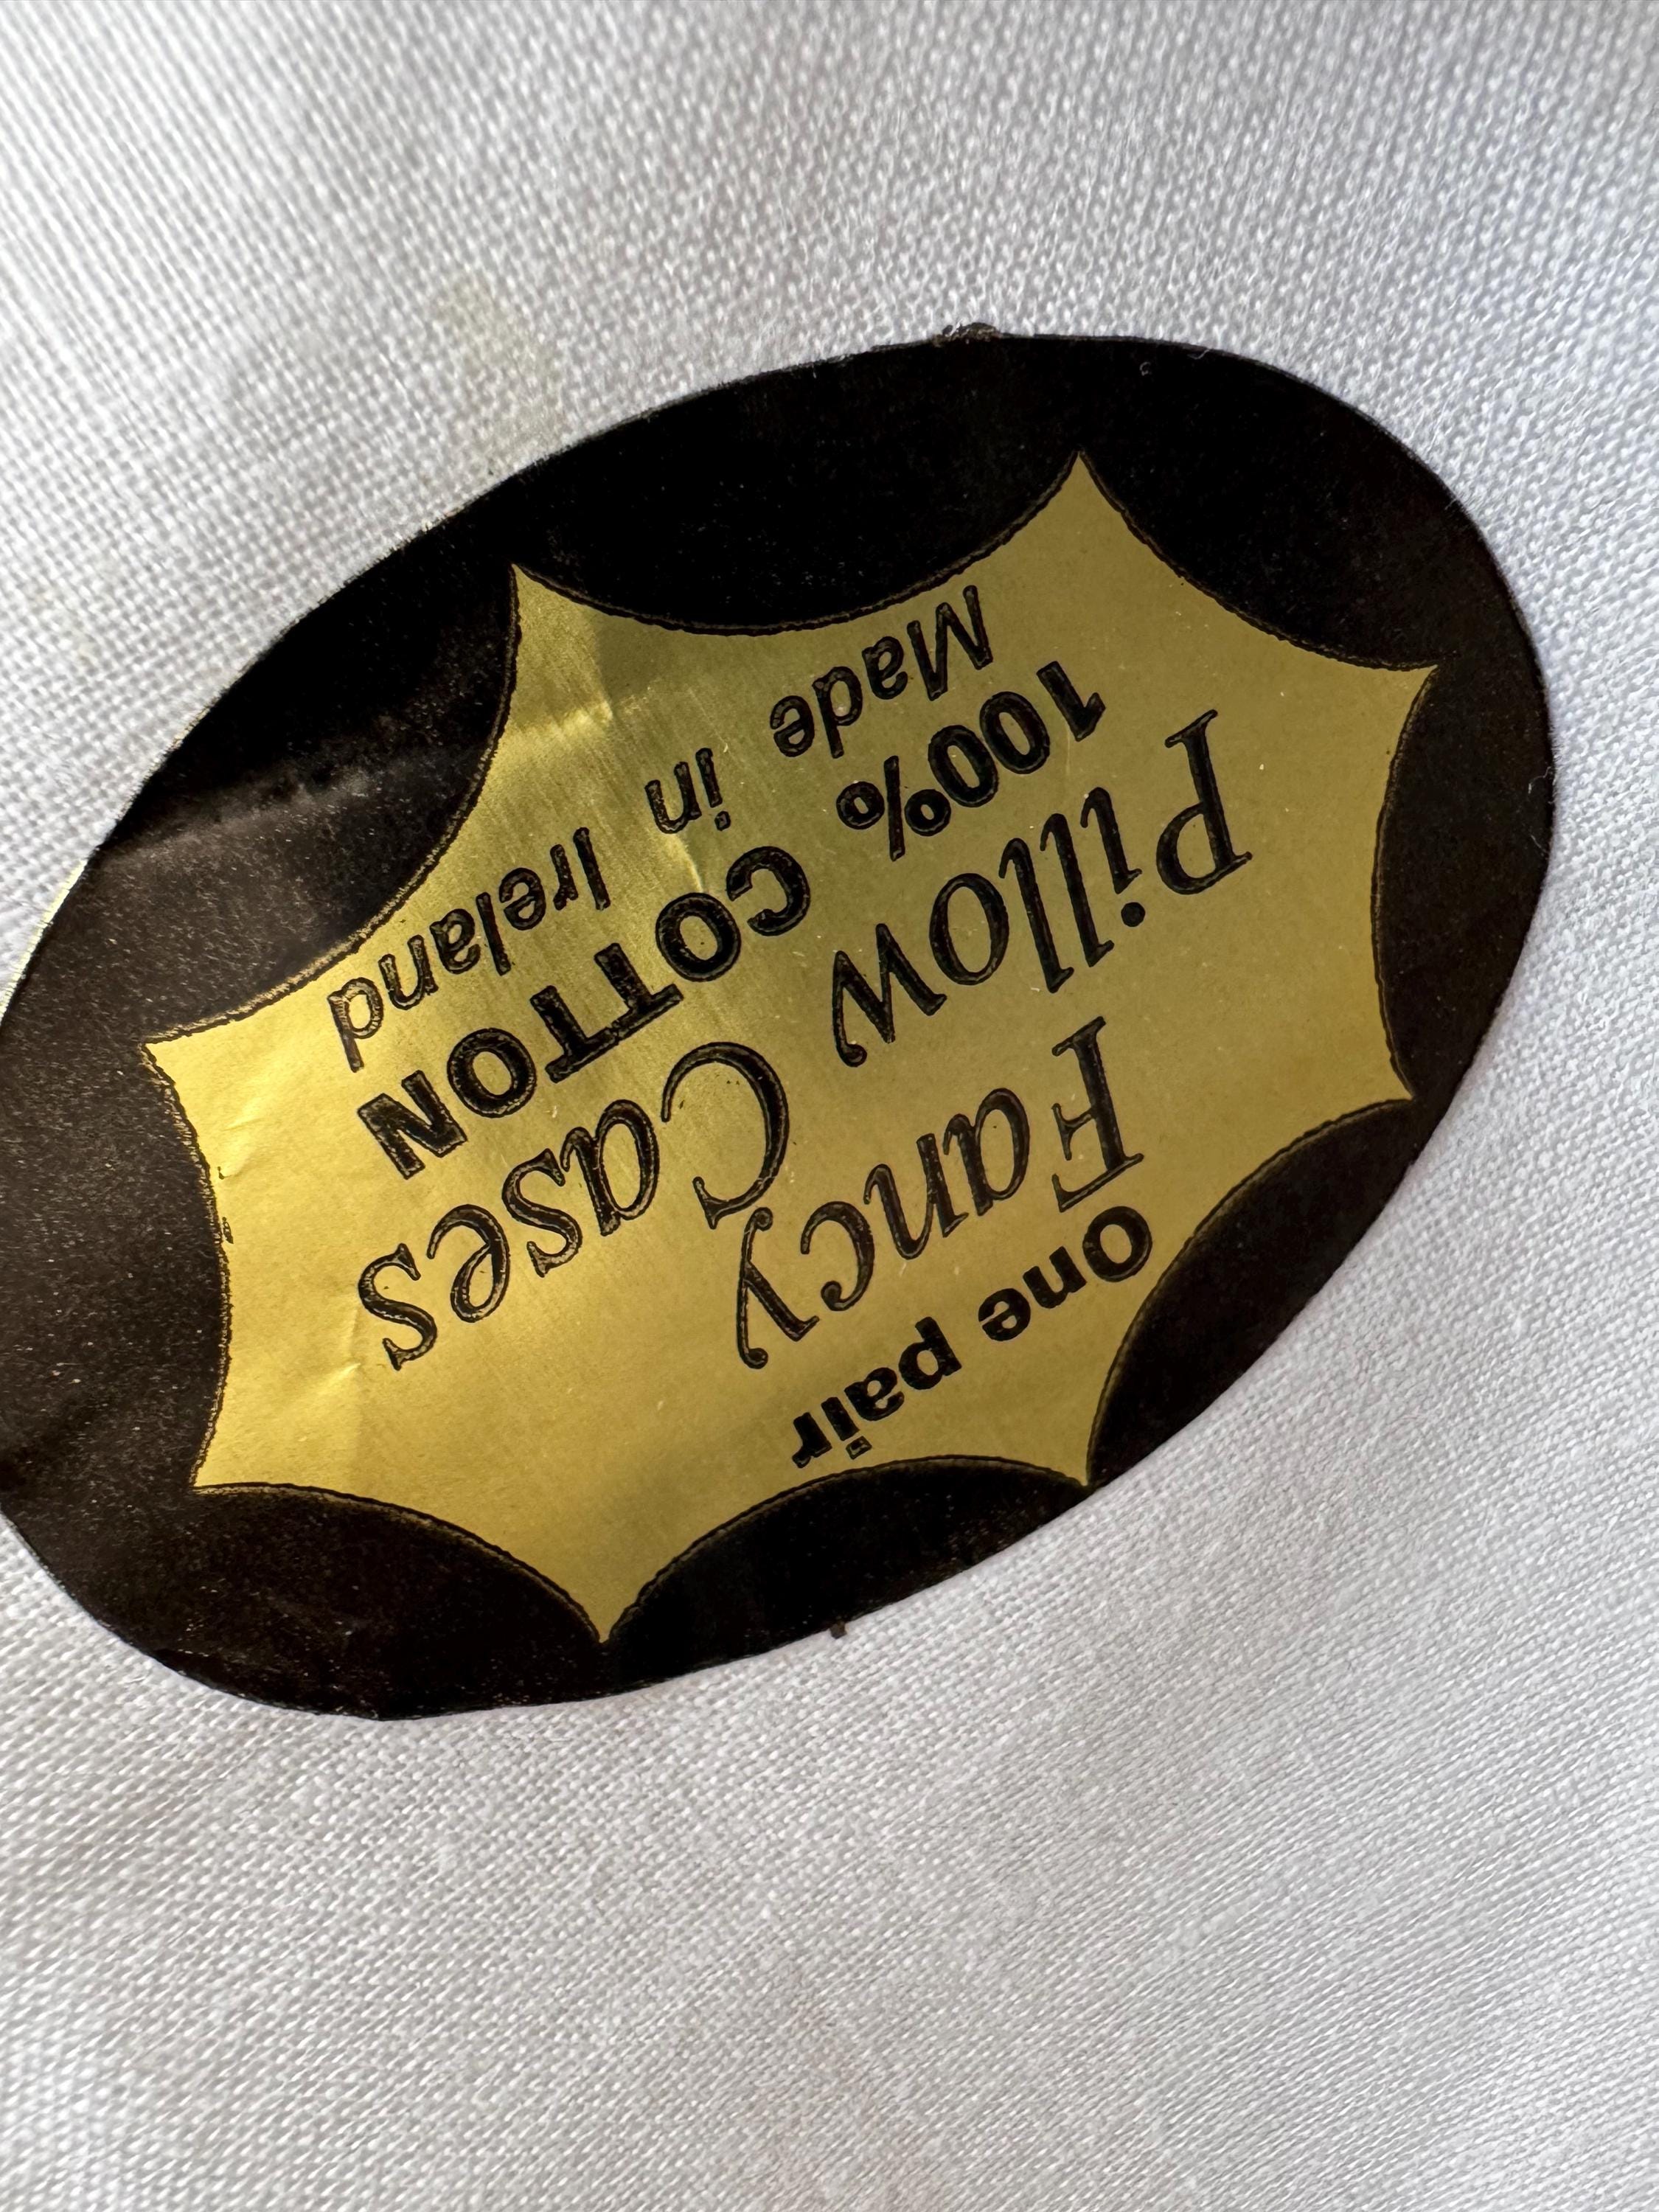 One pair
Fancy
Pillow Cases
100% COTTON
Made in Ireland